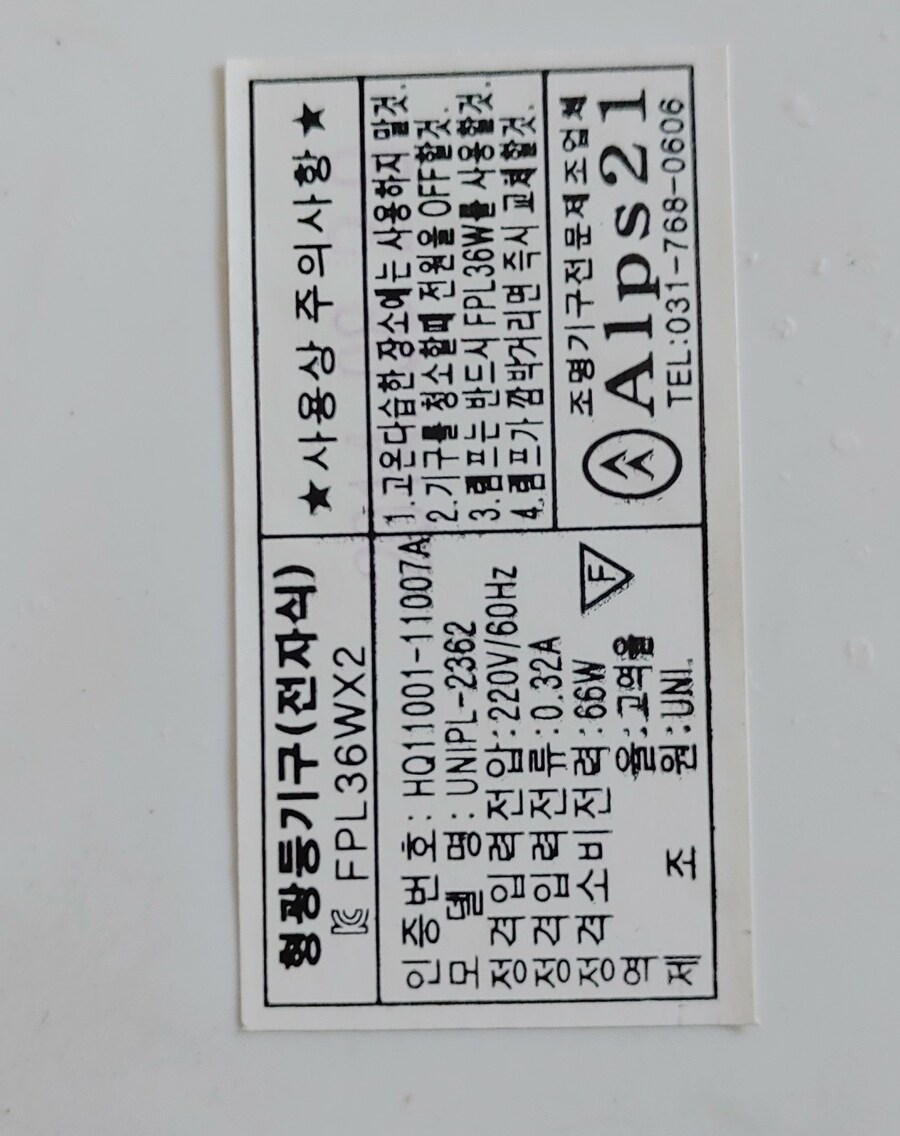 형광등기구(전자식)
FPL36WX2
인증번호:HQ11001-11007A
모델명:UNIPL-2362
정격입력전압:220V/60Hz
정격입력전류:0.32A
정격소비전력:66W
역율:고역율
제조원:UNI.
F
★사용상 주의사항★
1.고온다습한 장소에는 사용하지 말것.
2.기구를 청소할때 전원을 OFF할것.
3.램프는 반드시 FPL36W를 사용할것.
4.램프가 깜박거리면 즉시 교체할것.
조명기구전문제조업체
Alps21
TEL:031-768-0606